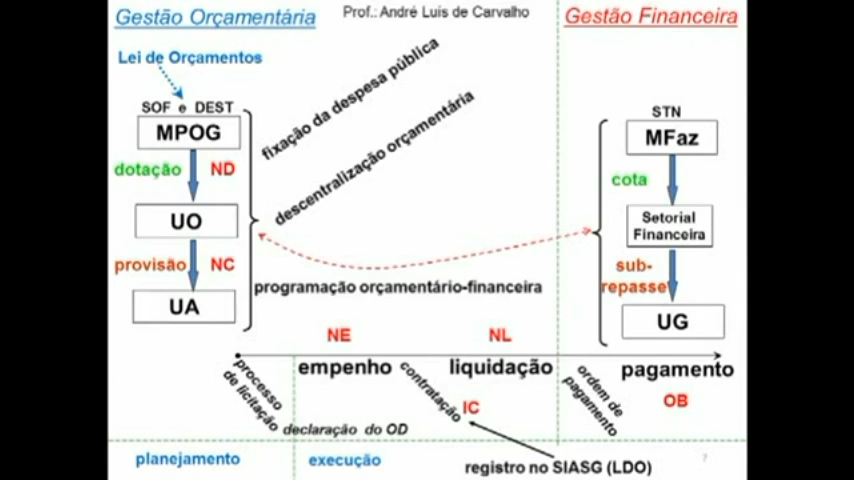 Gestão Orçamentária
Prof.: André Luís de Carvalho
Gestão Financeira
Lei de Orçamentos
SOF e DEST
MPOG
dotação
ND
UO
provisão
NC
UA
fixação da despesa pública
descentralização orçamentária
programação orçamentário-financeira
STN
MFaz
cota
Setorial
Financeira
sub-
repasse
UG
NE
NL
empenho
liquidação
pagamento
processo
de licitação
contratação
IC
ordem de
pagamento
OB
declaração do OD
planejamento
execução
registro no SIASG (LDO)
7